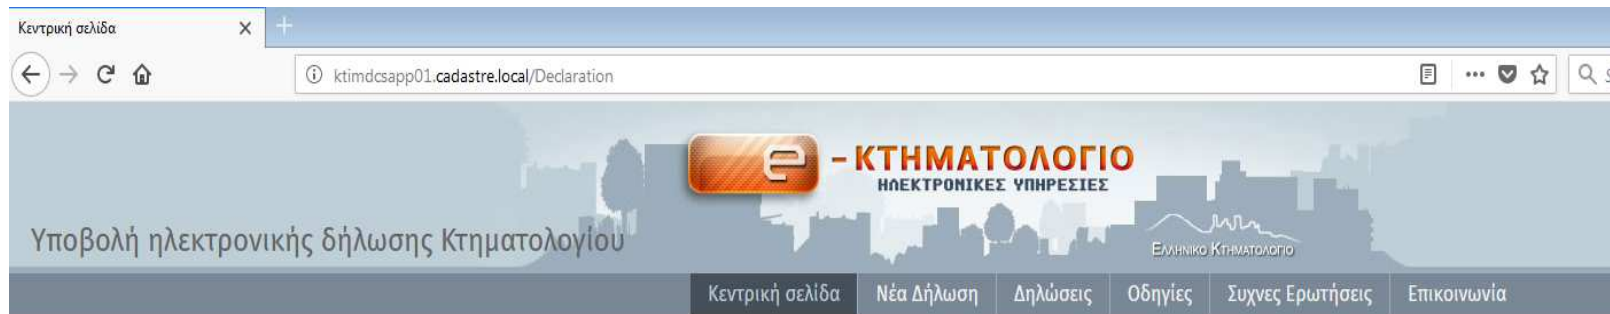 Κεντρική σελίδα
ktimdcsapp01.cadastre.local/Declaration
e - ΚΤΗΜΑΤΟΛΟΓΙΟ
ΗΛΕΚΤΡΟΝΙΚΕΣ ΥΠΗΡΕΣΙΕΣ
Υποβολή ηλεκτρονικής δήλωσης Κτηματολογίου
ΕΛΛΗΝΙΚΟ ΚΤΗΜΑΤΟΛΟΓΙΟ
Κεντρική σελίδα Νέα Δήλωση Δηλώσεις Οδηγίες Συχνες Ερωτήσεις Επικοινωνία